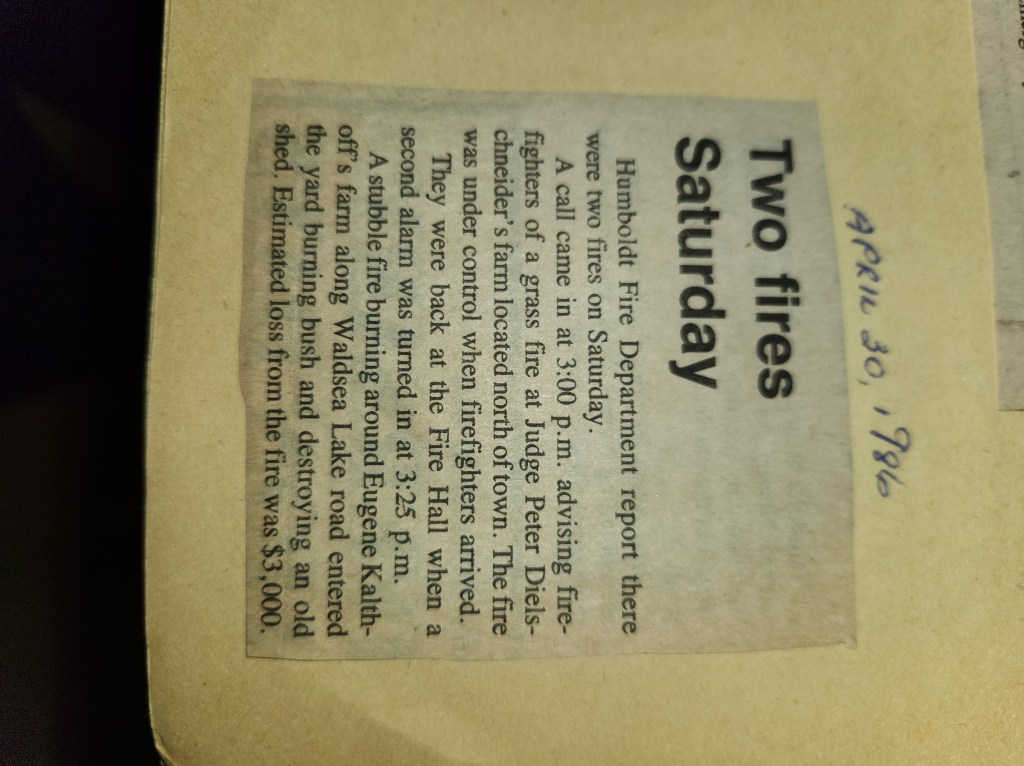 APRIL 30, 1986
Two fires
Saturday
Humboldt Fire Department report there
were two fires on Saturday.
A call came in at 3:00 p.m. advising fire-
fighters of a grass fire at Judge Peter Diels-
chneider's farm located north of town. The fire
was under control when firefighters arrived.
They were back at the Fire Hall when a
second alarm was turned in at 3:25 p.m.
A stubble fire burning around Eugene Kalth-
off's farm along Waldsea Lake road entered
the yard burning bush and destroying an old
shed. Estimated loss from the fire was $3,000.